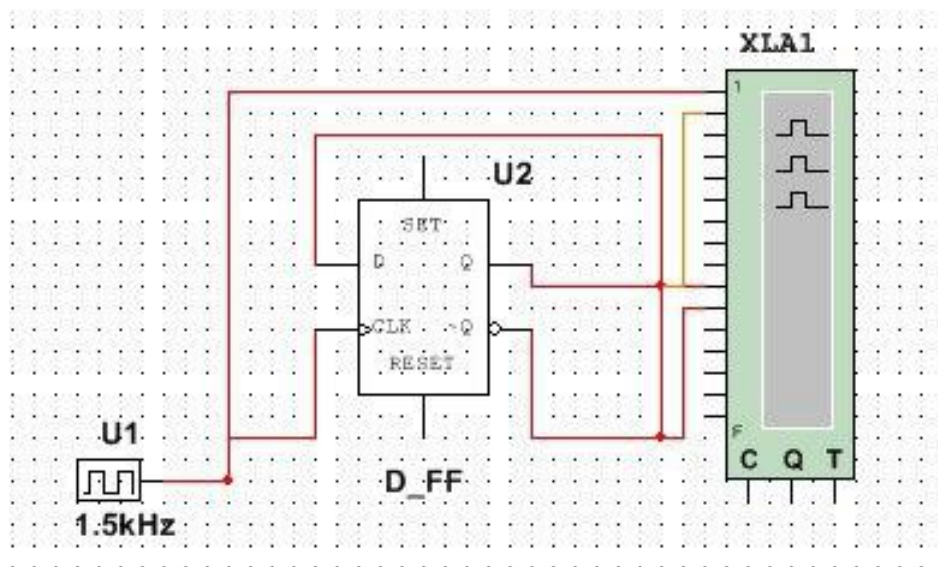 XLA1
1
U2
SET
D Q
CLK ~Q
RESET
F
U1
C Q T
D_FF
1.5kHz